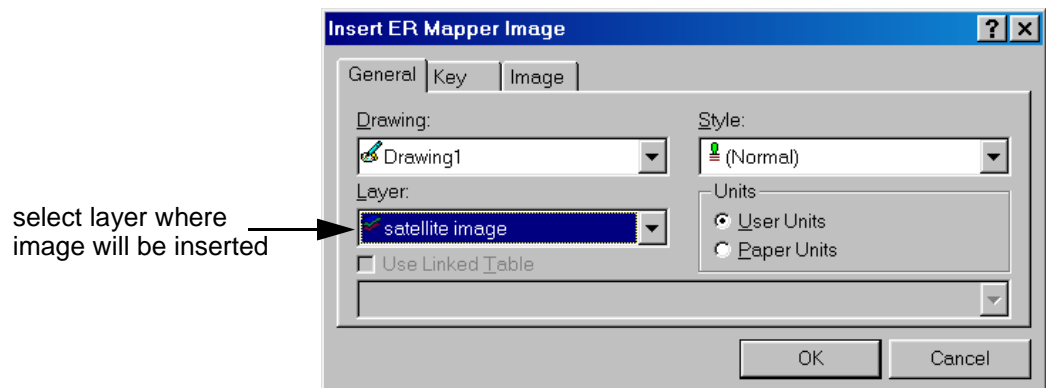 Insert ER Mapper Image
General Key Image
Drawing: Style:
Drawing1 (Normal)
Layer: Units
select layer where
image will be inserted
satellite image User Units
Paper Units
Use Linked Table
OK Cancel